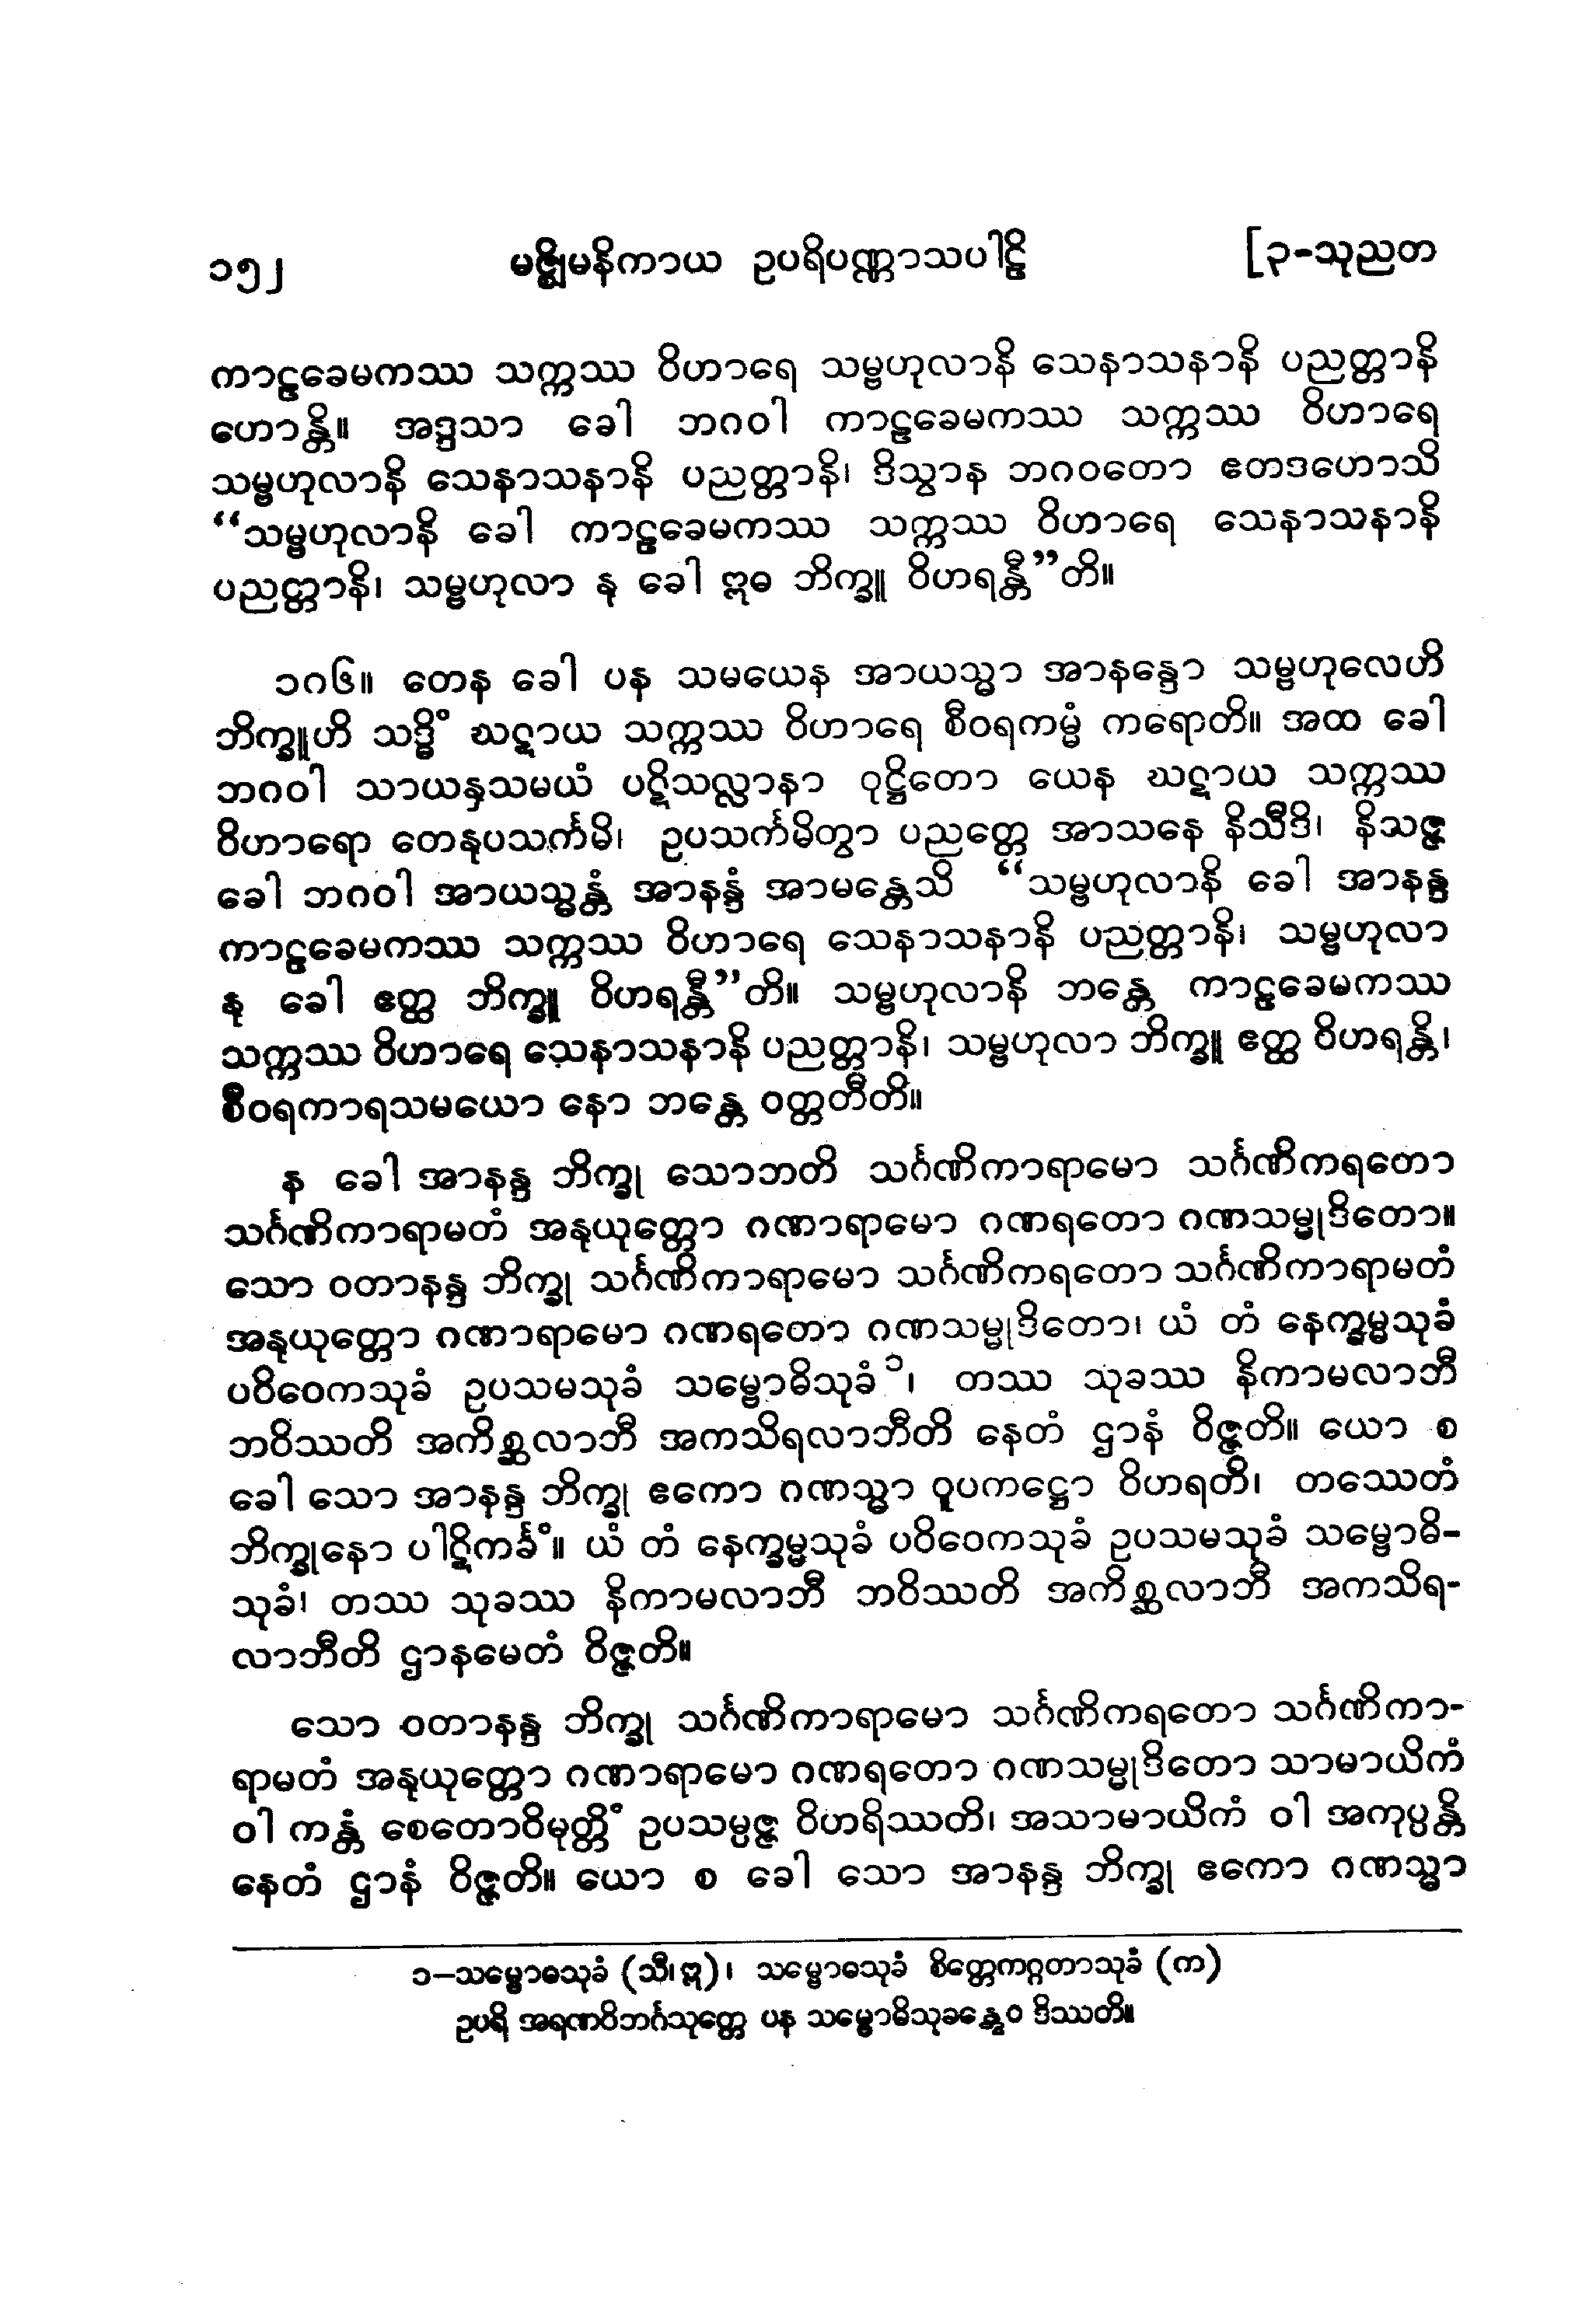 ၁၅၂ မဇ္ဈိမနိကာယ ဥပရိပဏ္ဏာသပါဠိ [၃-သုညတ
ကာဠခေမကဿ သက္ကဿ ဝိဟာရေ သမ္ဗဟုလာနိ သေနာသနာနိ ပညတ္တာနိ
ဟောန္တိ။ အဒ္ဒသာ ခေါ ဘဂဝါ ကာဠခေမကဿ သက္ကဿ ဝိဟာရေ
သမ္ဗဟုလာနိ သေနာသနာနိ ပညတ္တာနိ၊ ဒိသွာန ဘဂဝတော ဧတဒဟောသိ
“သမ္ဗဟုလာနိ ခေါ ကာဠခေမကဿ သက္ကဿ ဝိဟာရေ သေနာသနာနိ
ပညတ္တာနိ၊ သမ္ဗဟုလာ နု ခေါ ဣဓ ဘိက္ခူ ဝိဟရန္တီ”တိ။
၁၈၆။ တေန ခေါ ပန သမယေန အာယသ္မာ အာနန္ဒော သမ္ဗဟုလေဟိ
ဘိက္ခူဟိ သဒ္ဓိံ ဃဋာယ သက္ကဿ ဝိဟာရေ စီဝရကမ္မံ ကရောတိ။ အထ ခေါ
ဘဂဝါ သာယနှသမယံ ပဋိသလ္လာနာ ဝုဋ္ဌိတော ယေန ဃဋာယ သက္ကဿ
ဝိဟာရော တေနုပသင်္ကမိ၊ ဥပသင်္ကမိတွာ ပညတ္တေ အာသနေ နိသီဒိ၊ နိသဇ္ဇ
ခေါ ဘဂဝါ အာယသ္မန္တံ အာနန္ဒံ အာမန္တေသိ “သမ္ဗဟုလာနိ ခေါ အာနန္ဒ
ကာဠခေမကဿ သက္ကဿ ဝိဟာရေ သေနာသနာနိ ပညတ္တာနိ၊ သမ္ဗဟုလာ
နု ခေါ ဧတ္ထ ဘိက္ခူ ဝိဟရန္တီ”တိ။ သမ္ဗဟုလာနိ ဘန္တေ ကာဠခေမကဿ
သက္ကဿ ဝိဟာရေ သေနာသနာနိ ပညတ္တာနိ၊ သမ္ဗဟုလာ ဘိက္ခူ ဧတ္ထ ဝိဟရန္တိ၊
စီဝရကာရသမယော နော ဘန္တေ ဝတ္တတီတိ။
န ခေါ အာနန္ဒ ဘိက္ခု သောဘတိ သင်္ဂဏိကာရာမော သင်္ဂဏိကရတော
သင်္ဂဏိကာရာမတံ အနုယုတ္တော ဂဏာရာမော ဂဏရတော ဂဏသမ္မုဒိတော။
သော ဝတာနန္ဒ ဘိက္ခု သင်္ဂဏိကာရာမော သင်္ဂဏိကရတော သင်္ဂဏိကာရာမတံ
အနုယုတ္တော ဂဏာရာမော ဂဏရတော ဂဏသမ္မုဒိတော၊ ယံ တံ နေက္ခမ္မသုခံ
ပဝိဝေကသုခံ ဥပသမသုခံ သမ္ဗောဓိသုခံ ၁၊ တဿ သုခဿ နိကာမလာဘီ
ဘဝိဿတိ အကိစ္ဆလာဘီ အကသိရလာဘီတိ နေတံ ဌာနံ ဝိဇ္ဇတိ။ ယော စ
ခေါ သော အာနန္ဒ ဘိက္ခု ဧကော ဂဏသ္မာ ဝူပကဋ္ဌော ဝိဟရတိ၊ တဿေတံ
ဘိက္ခုနော ပါဋိကင်္ခံ။ ယံ တံ နေက္ခမ္မသုခံ ပဝိဝေကသုခံ ဥပသမသုခံ သမ္ဗောဓိ-
သုခံ၊ တဿ သုခဿ နိကာမလာဘီ ဘဝိဿတိ အကိစ္ဆလာဘီ အကသိရ-
လာဘီတိ ဌာနမေတံ ဝိဇ္ဇတိ။
သော ဝတာနန္ဒ ဘိက္ခု သင်္ဂဏိကာရာမော သင်္ဂဏိကရတော သင်္ဂဏိကာ-
ရာမတံ အနုယုတ္တော ဂဏာရာမော ဂဏရတော ဂဏသမ္မုဒိတော သာမာယိကံ
ဝါ ကန္တံ စေတောဝိမုတ္တိံ ဥပသမ္ပဇ္ဇ ဝိဟရိဿတိ၊ အသာမာယိကံ ဝါ အကုပ္ပန္တိ
နေတံ ဌာနံ ဝိဇ္ဇတိ။ ယော စ ခေါ သော အာနန္ဒ ဘိက္ခု ဧကော ဂဏသ္မာ
၁−သမ္ဗောဓသုခံ (သီ၊ဣ)၊ သမ္ဗောဓသုခံ စိတ္တေကဂ္ဂတာသုခံ (က)
ဥပရိ အရဏဝိဘင်္ဂသုတ္တေ ပန သမ္ဗောဓိသုခန္တွေဝ ဒိဿတိ။